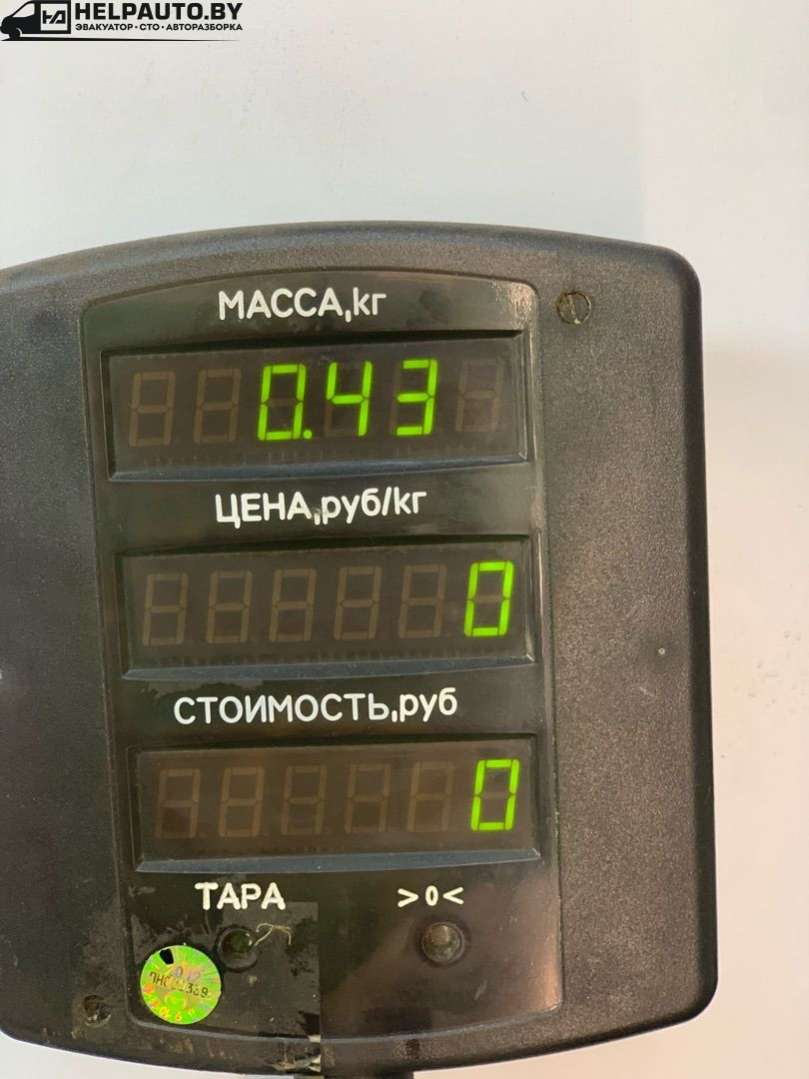 HELPAUTO.BY
ЭВАКУАТОР • СТО • АВТОРАЗБОРКА
МАССА,кг
0.43
ЦЕНА,руб/кг
0
СТОИМОСТЬ,руб
0
ТАРА >0<